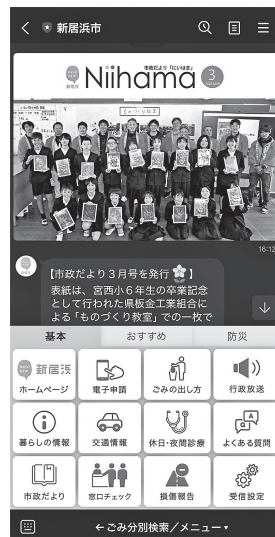 新居浜市
市政だより "にいはま"
Niihama 3
16:12
【市政だより3月号を発行🌸】
表紙は、宮西小6年生の卒業記念
として行われた県板金工業組合に
よる「ものづくり教室」での一枚で
基本 おすすめ 防災
新居浜
ホームページ 電子申請 ごみの出し方 行政放送
暮らしの情報 交通情報 休日・夜間診療 よくある質問
市政だより 窓口チェック 損傷報告 受信設定
←ごみ分別検索/メニュー▾